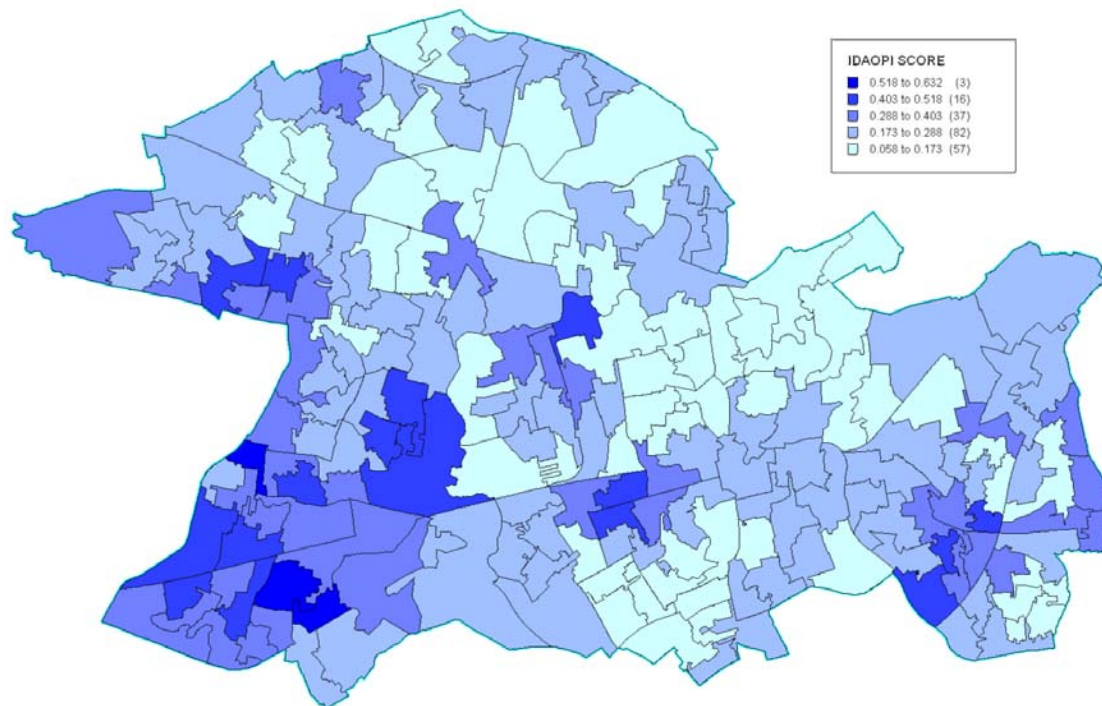 IDAOPI SCORE
0.518 to 0.632 (3)
0.403 to 0.518 (16)
0.288 to 0.403 (37)
0.173 to 0.288 (82)
0.058 to 0.173 (57)